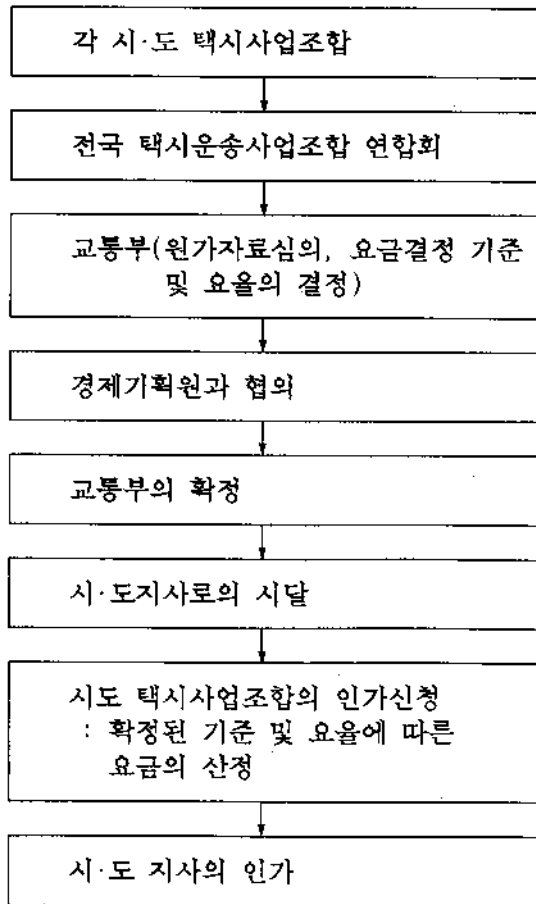 각 시·도 택시사업조합
전국 택시운송사업조합 연합회
교통부(원가자료심의, 요금결정 기준
및 요율의 결정)
경제기획원과 협의
교통부의 확정
시·도지사로의 시달
시도 택시사업조합의 인가신청
: 확정된 기준 및 요율에 따른
요금의 산정
시·도 지사의 인가